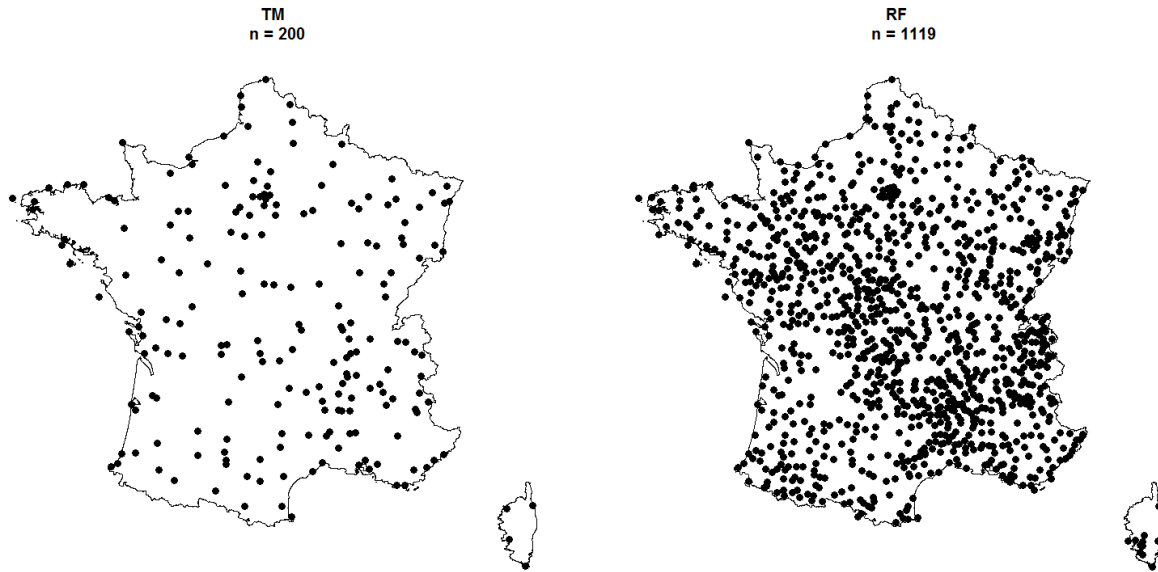 TM
n = 200
RF
n = 1119